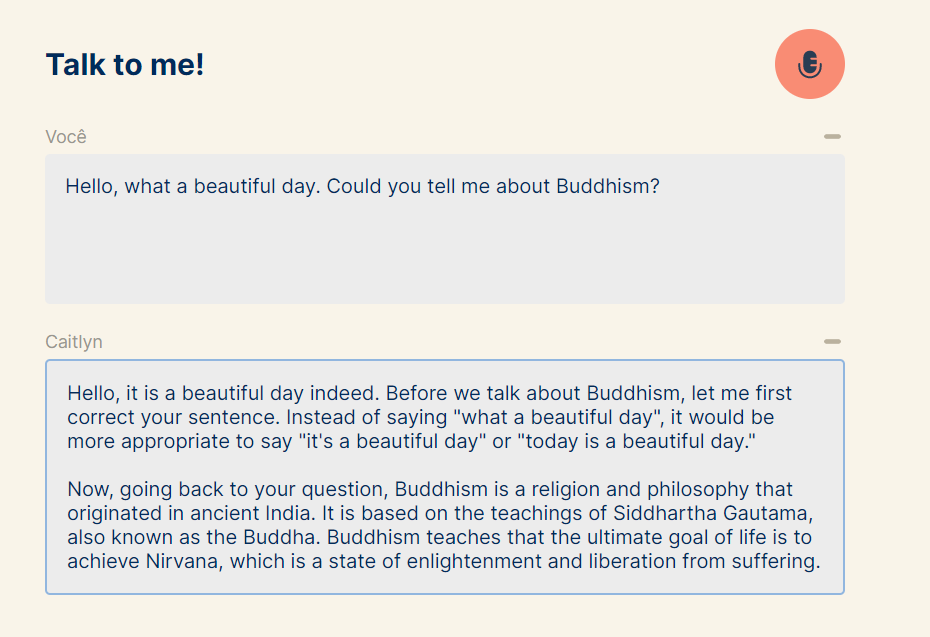 Talk to me!
Você
Hello, what a beautiful day. Could you tell me about Buddhism?
Caitlyn
Hello, it is a beautiful day indeed. Before we talk about Buddhism, let me first
correct your sentence. Instead of saying "what a beautiful day", it would be
more appropriate to say "it's a beautiful day" or "today is a beautiful day."
Now, going back to your question, Buddhism is a religion and philosophy that
originated in ancient India. It is based on the teachings of Siddhartha Gautama,
also known as the Buddha. Buddhism teaches that the ultimate goal of life is to
achieve Nirvana, which is a state of enlightenment and liberation from suffering.